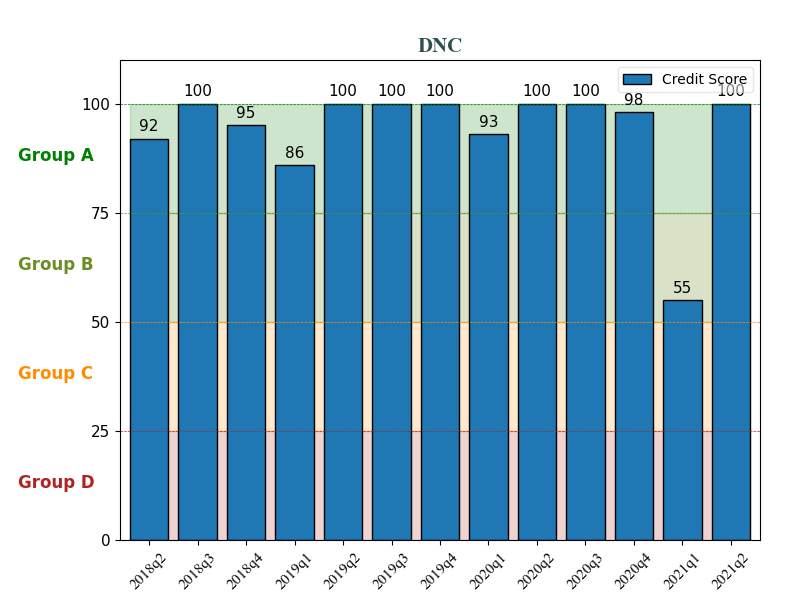 DNC
Credit Score
92
100
95
86
100
100
100
93
100
100
98
55
100
100
75
50
25
0
Group A
Group B
Group C
Group D
2018q2
2018q3
2018q4
2019q1
2019q2
2019q3
2019q4
2020q1
2020q2
2020q3
2020q4
2021q1
2021q2